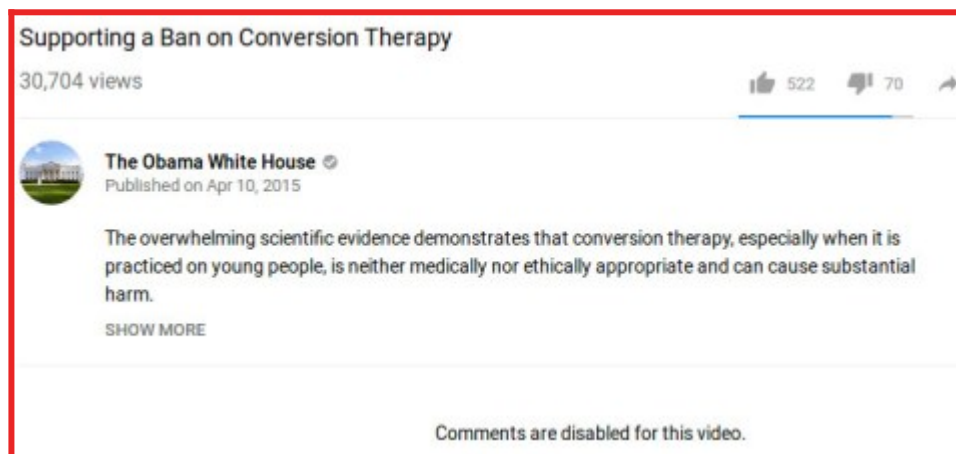 Supporting a Ban on Conversion Therapy
30,704 views
522 70
The Obama White House
Published on Apr 10, 2015
The overwhelming scientific evidence demonstrates that conversion therapy, especially when it is
practiced on young people, is neither medically nor ethically appropriate and can cause substantial
harm.
SHOW MORE
Comments are disabled for this video.